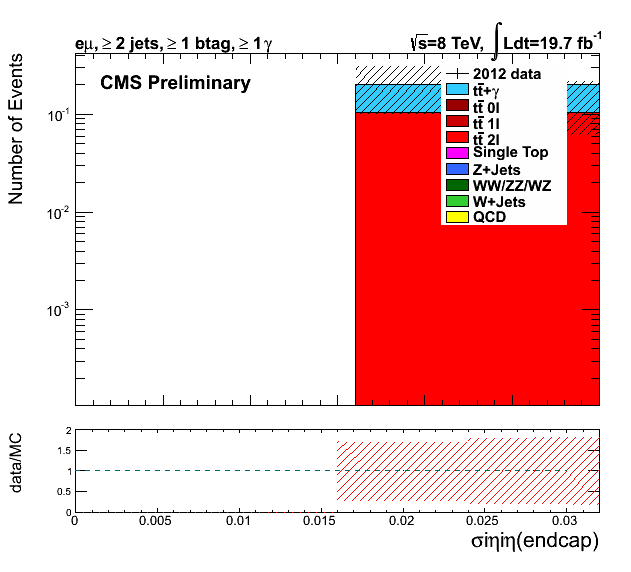 eμ, ≥ 2 jets, ≥ 1 btag, ≥ 1γ
√s=8 TeV, ∫Ldt=19.7 fb⁻¹
CMS Preliminary
Number of Events
10⁻¹
10⁻²
10⁻³
2012 data
tt̄+γ
tt̄ 0l
tt̄ 1l
tt̄ 2l
Single Top
Z+Jets
WW/ZZ/WZ
W+Jets
QCD
data/MC
2
1.5
1
0.5
0
0 0.005 0.01 0.015 0.02 0.025 0.03
σiηiη(endcap)